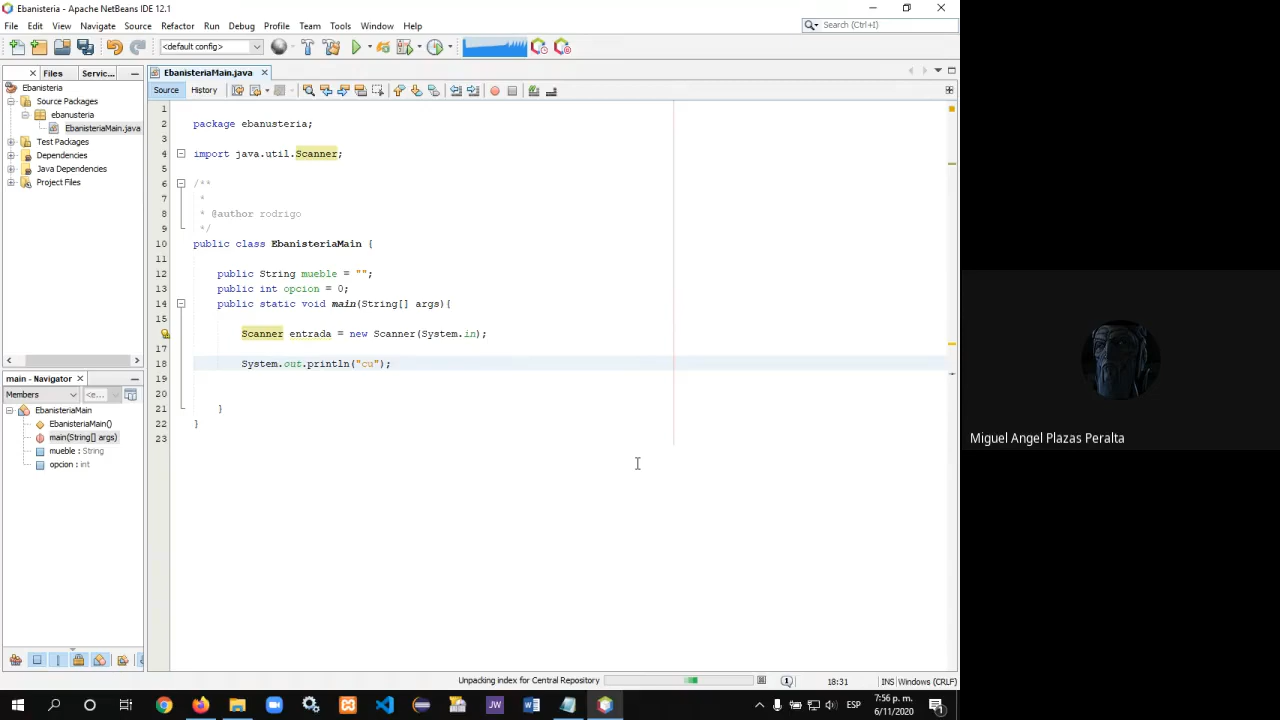 Ebanisteria - Apache NetBeans IDE 12.1
File Edit View Navigate Source Refactor Run Debug Profile Team Tools Window Help
Search (Ctrl+I)
<default config>
Files Servic...
EbanisteriaMain.java
Ebanisteria
Source Packages
ebanusteria
EbanisteriaMain.java
Test Packages
Dependencies
Java Dependencies
Project Files
Source History
1
2 package ebanusteria;
3
4 import java.util.Scanner;
5
6 /**
7 *
8 * @author rodrigo
9 */
10 public class EbanisteriaMain {
11
12 public String mueble = "";
13 public int opcion = 0;
14 public static void main(String[] args){
15
Scanner entrada = new Scanner(System.in);
17
18 System.out.println("cu");
19
20
21 }
22 }
23
main - Navigator
Members <e...
EbanisteriaMain
EbanisteriaMain()
main(String[] args)
mueble : String
opcion : int
Miguel Angel Plazas Peralta
Unpacking index for Central Repository
18:31 INS Windows (CRLF)
JW
ESP
7:56 p. m.
6/11/2020
1